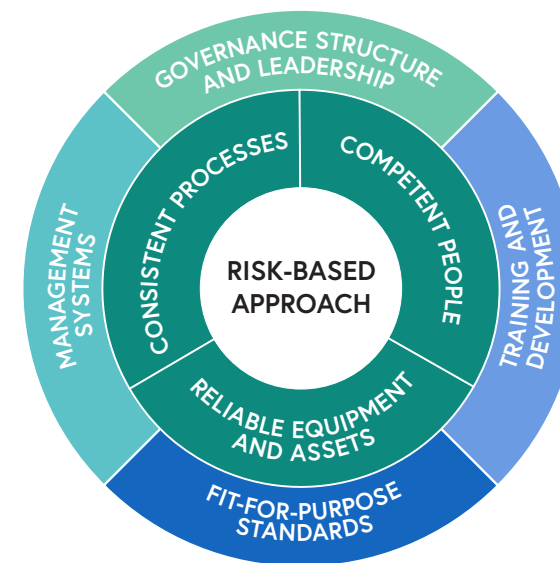 GOVERNANCE STRUCTURE
AND LEADERSHIP
CONSISTENT PROCESSES
COMPETENT PEOPLE
MANAGEMENT
SYSTEMS
RISK-BASED
APPROACH
TRAINING AND
DEVELOPMENT
RELIABLE EQUIPMENT
AND ASSETS
FIT-FOR-PURPOSE
STANDARDS